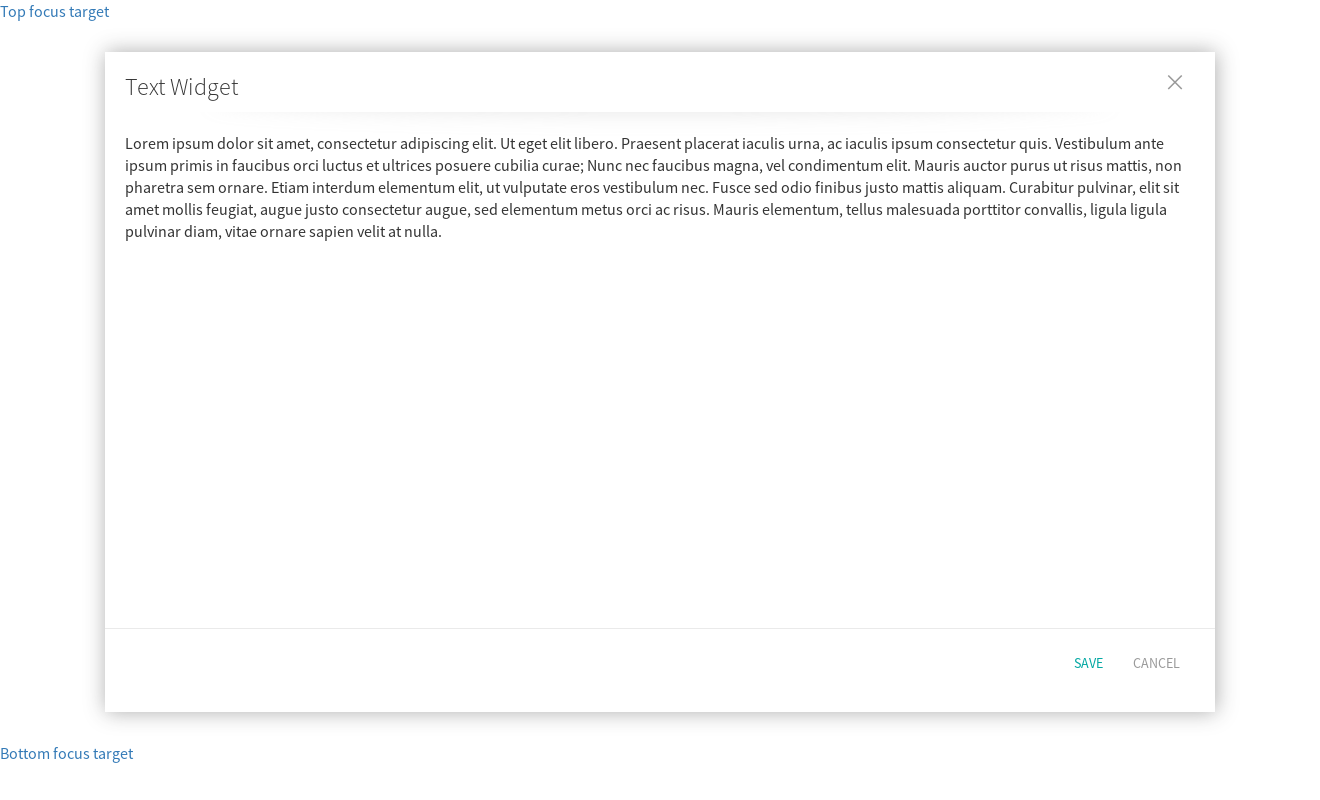 Top focus target
Text Widget
Lorem ipsum dolor sit amet, consectetur adipiscing elit. Ut eget elit libero. Praesent placerat iaculis urna, ac iaculis ipsum consectetur quis. Vestibulum ante
ipsum primis in faucibus orci luctus et ultrices posuere cubilia curae; Nunc nec faucibus magna, vel condimentum elit. Mauris auctor purus ut risus mattis, non
pharetra sem ornare. Etiam interdum elementum elit, ut vulputate eros vestibulum nec. Fusce sed odio finibus justo mattis aliquam. Curabitur pulvinar, elit sit
amet mollis feugiat, augue justo consectetur augue, sed elementum metus orci ac risus. Mauris elementum, tellus malesuada porttitor convallis, ligula ligula
pulvinar diam, vitae ornare sapien velit at nulla.
SAVE CANCEL
Bottom focus target